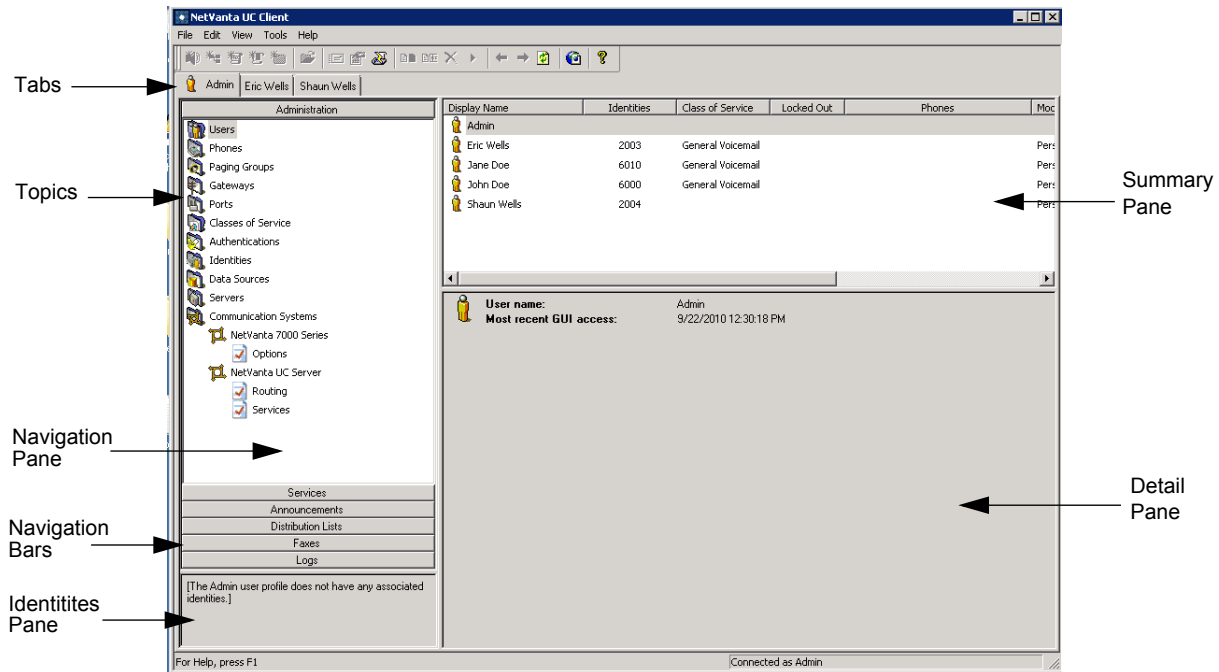 NetVanta UC Client
File Edit View Tools Help
Tabs
Admin Eric Wells Shaun Wells
Administration
Topics
Users
Phones
Paging Groups
Gateways
Ports
Classes of Service
Authentications
Identities
Data Sources
Servers
Communication Systems
NetVanta 7000 Series
Options
NetVanta UC Server
Routing
Services
Navigation
Pane
Services
Announcements
Distribution Lists
Faxes
Logs
Navigation
Bars
[The Admin user profile does not have any associated
identities.]
Identitites
Pane
Display Name Identities Class of Service Locked Out Phones Moc
Admin
Eric Wells 2003 General Voicemail Pers
Jane Doe 6010 General Voicemail Pers
John Doe 6000 General Voicemail Pers
Shaun Wells 2004 Pers
Summary
Pane
User name: Admin
Most recent GUI access: 9/22/2010 12:30:18 PM
Detail
Pane
For Help, press F1 Connected as Admin